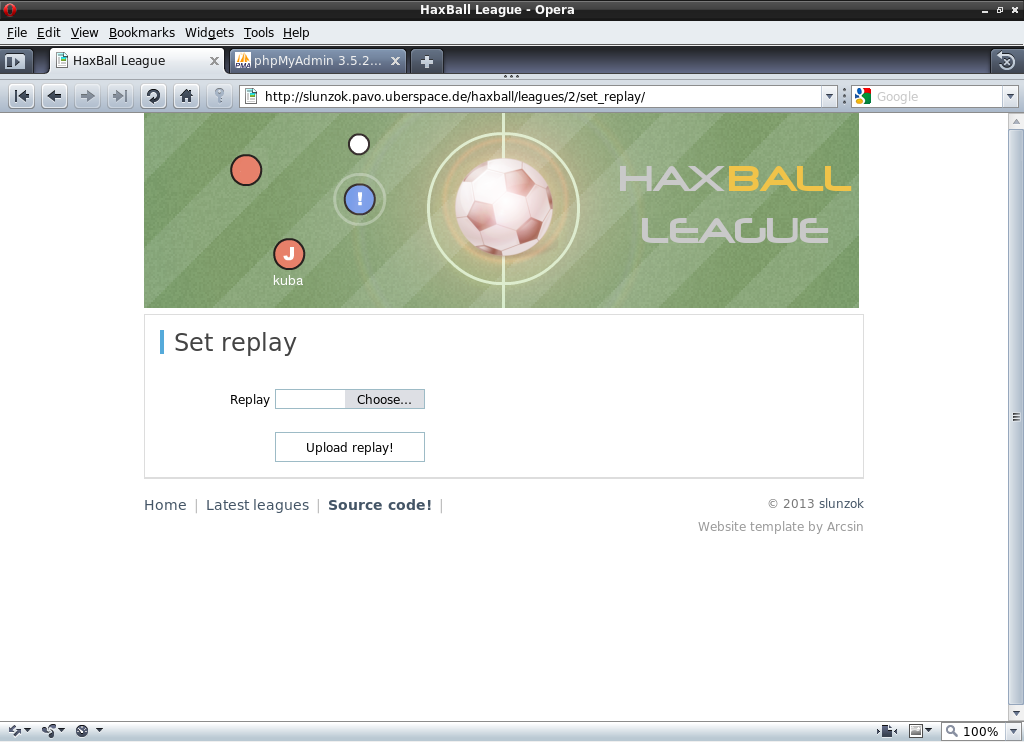 HaxBall League - Opera
File Edit View Bookmarks Widgets Tools Help
HaxBall League
phpMyAdmin 3.5.2...
http://slunzok.pavo.uberspace.de/haxball/leagues/2/set_replay/
Google
!
J
kuba
HAXBALL
LEAGUE
Set replay
Replay
Choose...
Upload replay!
Home | Latest leagues | Source code! |
© 2013 slunzok
Website template by Arcsin
100%